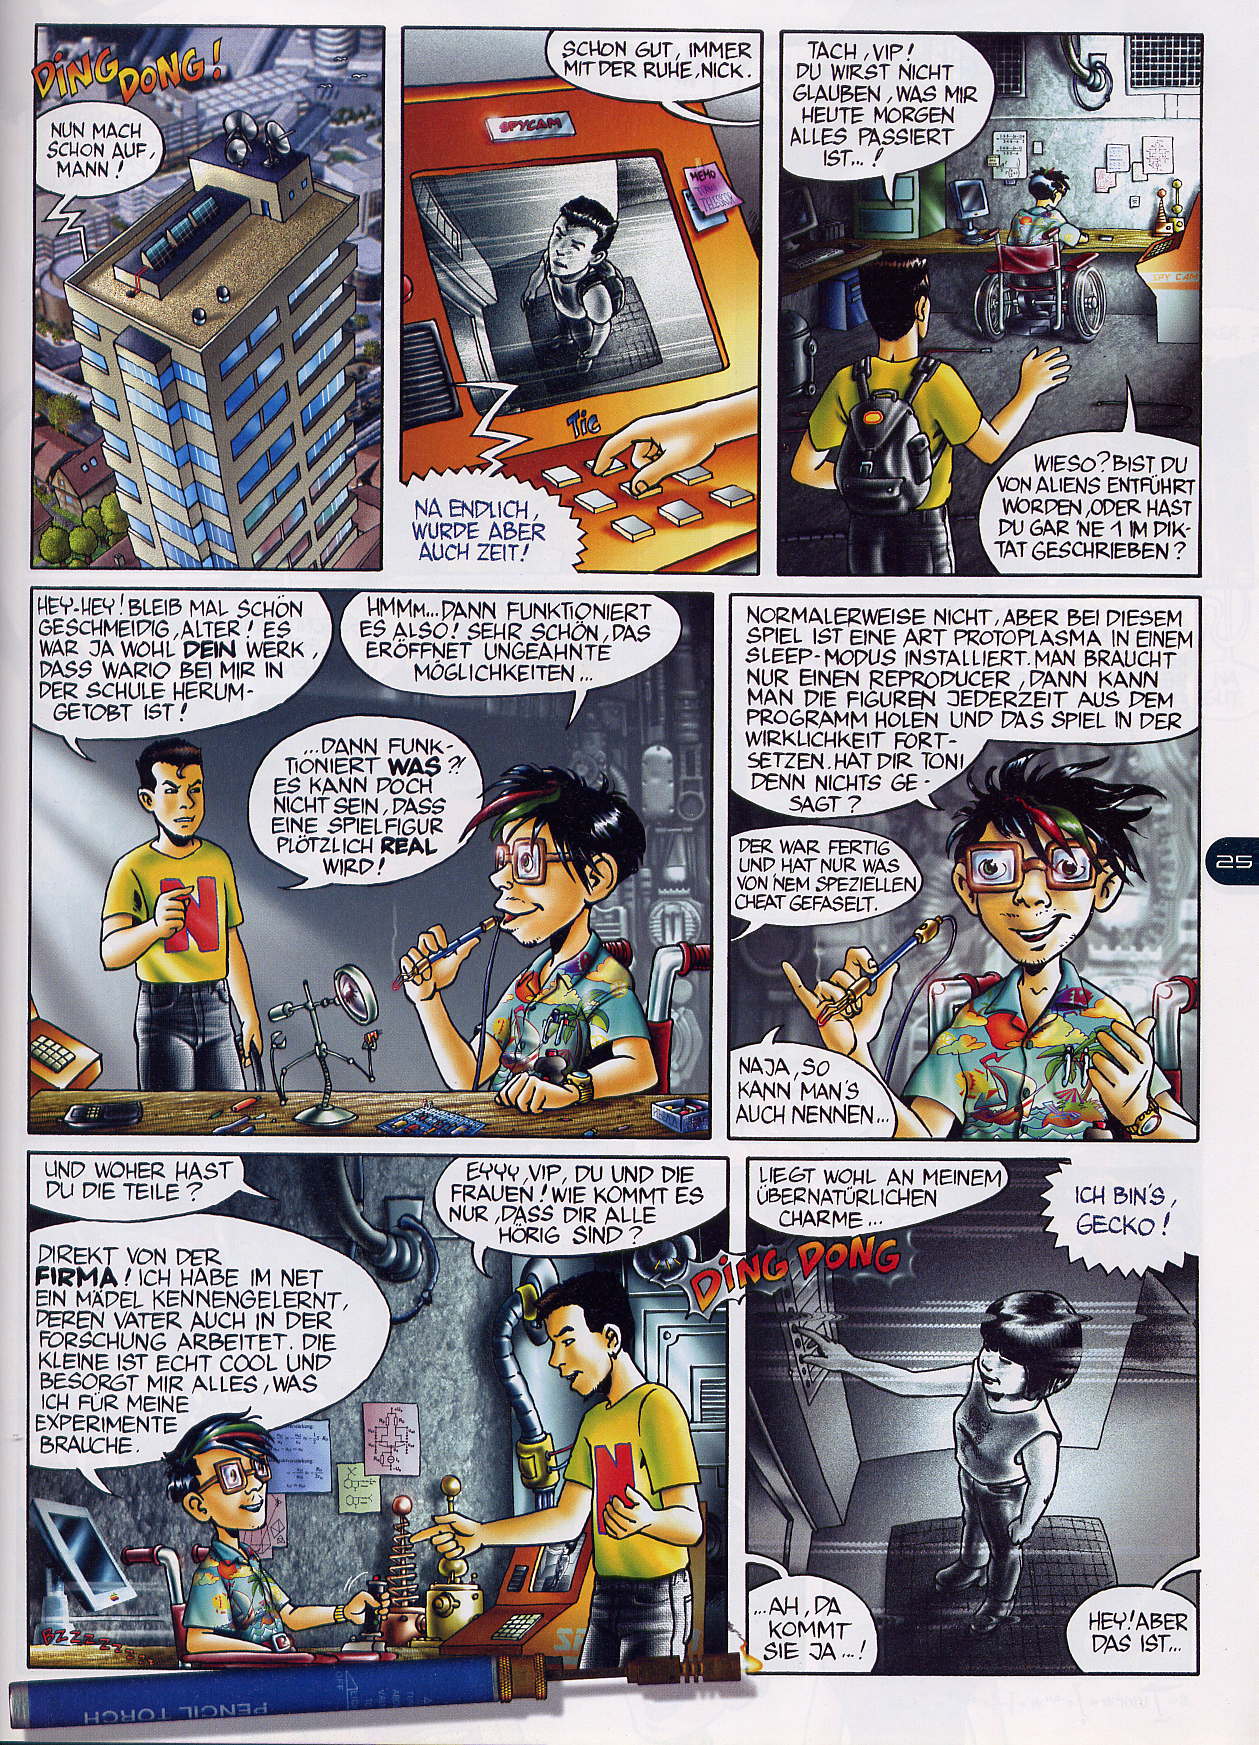 DING DONG!
NUN MACH
SCHON AUF,
MANN!
SCHON GUT, IMMER
MIT DER RUHE, NICK.
SPYCAM
MEMO
Tic
NA ENDLICH,
WURDE ABER
AUCH ZEIT!
TACH, VIP!
DU WIRST NICHT
GLAUBEN, WAS MIR
HEUTE MORGEN
ALLES PASSIERT
IST...!
SPY CAM
WIESO? BIST DU
VON ALIENS ENTFÜHRT
WORDEN, ODER HAST
DU GAR 'NE 1 IM DIK-
TAT GESCHRIEBEN?
HEY-HEY! BLEIB MAL SCHÖN
GESCHMEIDIG, ALTER! ES
WAR JA WOHL DEIN WERK,
DASS WARIO BEI MIR IN
DER SCHULE HERUM-
GETOBT IST!
HMMM... DANN FUNKTIONIERT
ES ALSO! SEHR SCHÖN, DAS
ERÖFFNET UNGEAHNTE
MÖGLICHKEITEN...
...DANN FUNK-
TIONIERT WAS?!
ES KANN DOCH
NICHT SEIN, DASS
EINE SPIELFIGUR
PLÖTZLICH REAL
WIRD!
N
NORMALERWEISE NICHT, ABER BEI DIESEM
SPIEL IST EINE ART PROTOPLASMA IN EINEM
SLEEP-MODUS INSTALLIERT. MAN BRAUCHT
NUR EINEN REPRODUCER, DANN KANN
MAN DIE FIGUREN JEDERZEIT AUS DEM
PROGRAMM HOLEN UND DAS SPIEL IN DER
WIRKLICHKEIT FORT-
SETZEN. HAT DIR TONI
DENN NICHTS GE-
SAGT?
DER WAR FERTIG
UND HAT NUR WAS
VON 'NEM SPEZIELLEN
CHEAT GEFASELT.
NAJA, SO
KANN MAN'S
AUCH NENNEN...
25
UND WOHER HAST
DU DIE TEILE?
DIREKT VON DER
FIRMA! ICH HABE IM NET
EIN MÄDEL KENNENGELERNT,
DEREN VATER AUCH IN DER
FORSCHUNG ARBEITET. DIE
KLEINE IST ECHT COOL UND
BESORGT MIR ALLES, WAS
ICH FÜR MEINE
EXPERIMENTE
BRAUCHE.
EYYY, VIP, DU UND DIE
FRAUEN! WIE KOMMT ES
NUR, DASS DIR ALLE
HÖRIG SIND?
N
BZZZZZZZ...
DING DONG
LIEGT WOHL AN MEINEM
ÜBERNATÜRLICHEN
CHARME...
ICH BIN'S,
GECKO!
...AH, DA
KOMMT
SIE JA...!
HEY! ABER
DAS IST...
PENCIL TORCH